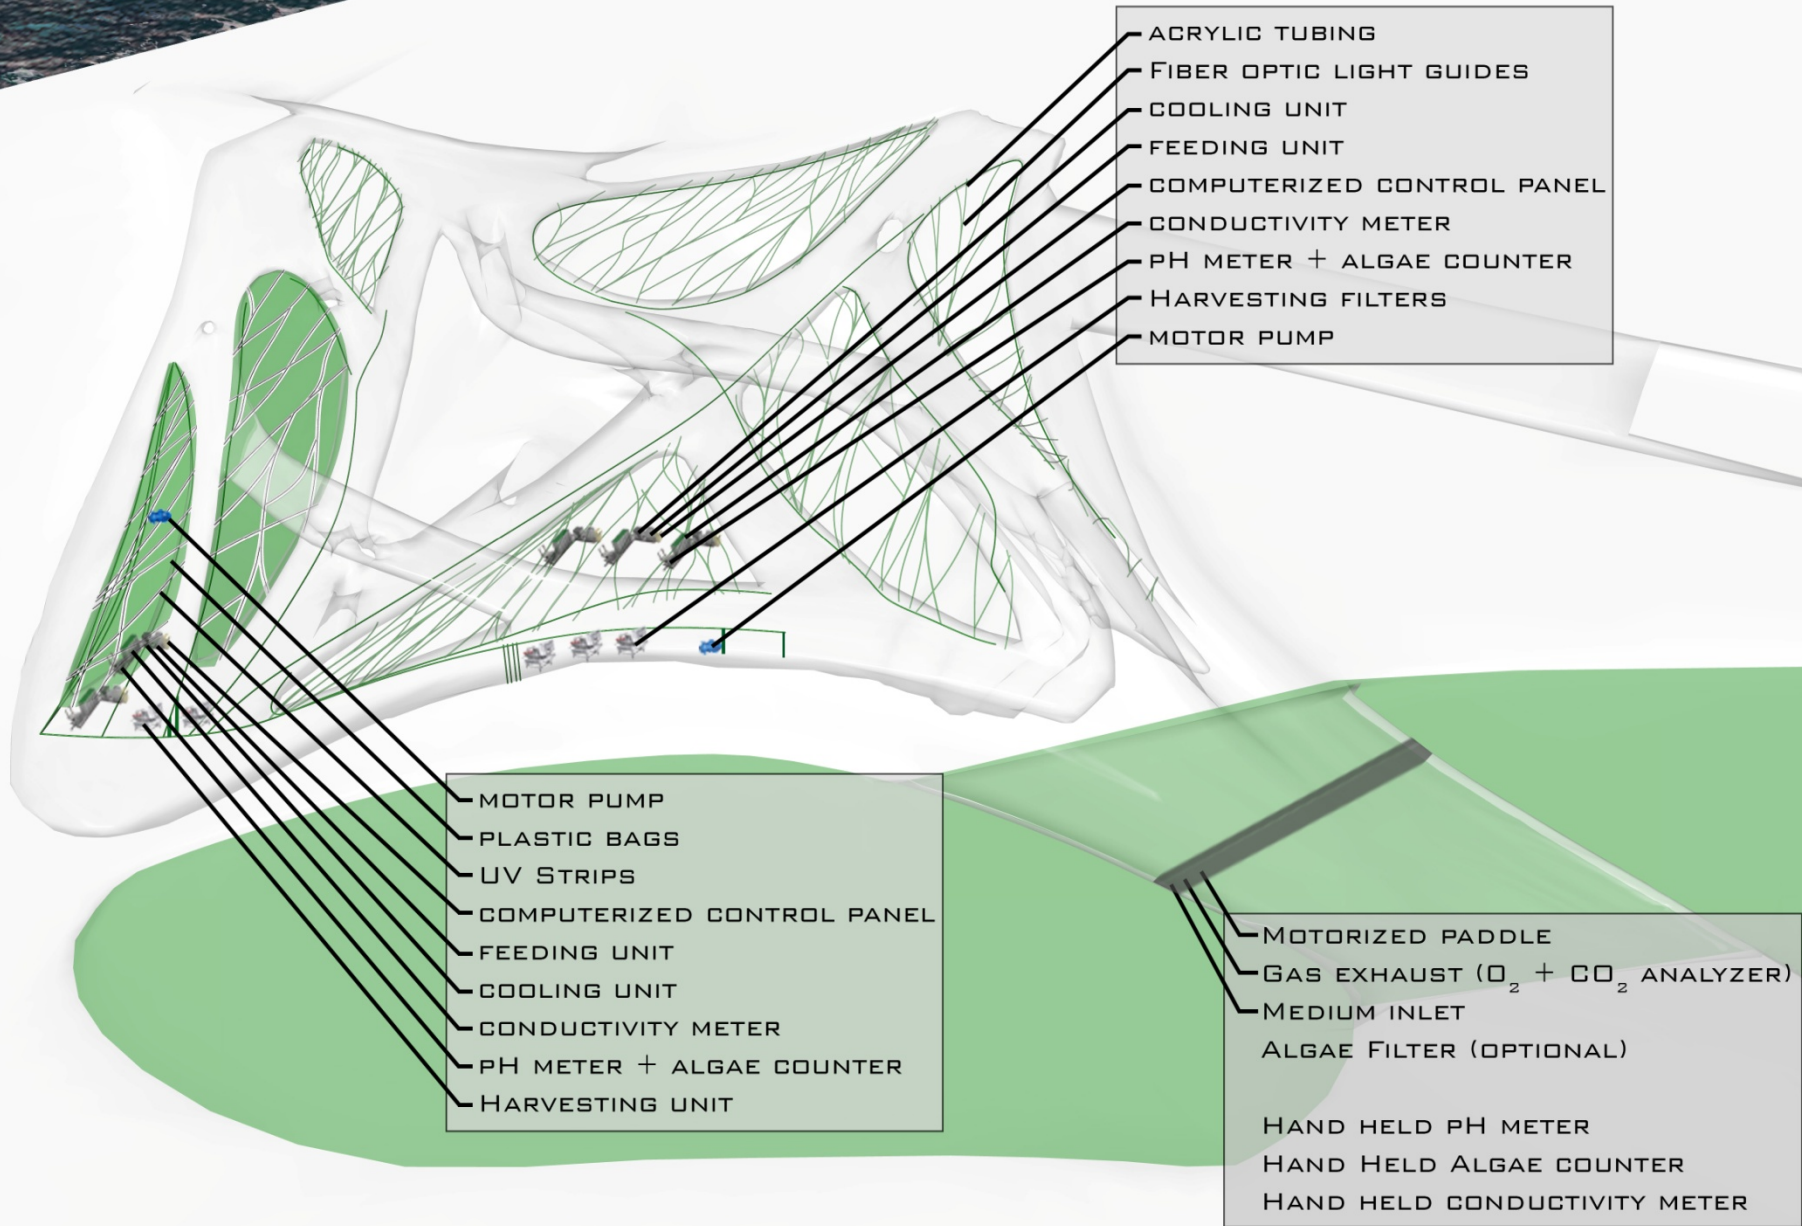 ACRYLIC TUBING
FIBER OPTIC LIGHT GUIDES
COOLING UNIT
FEEDING UNIT
COMPUTERIZED CONTROL PANEL
CONDUCTIVITY METER
pH METER + ALGAE COUNTER
HARVESTING FILTERS
MOTOR PUMP
MOTOR PUMP
PLASTIC BAGS
UV STRIPS
COMPUTERIZED CONTROL PANEL
FEEDING UNIT
COOLING UNIT
CONDUCTIVITY METER
pH METER + ALGAE COUNTER
HARVESTING UNIT
MOTORIZED PADDLE
GAS EXHAUST (O₂ + CO₂ ANALYZER)
MEDIUM INLET
ALGAE FILTER (OPTIONAL)
HAND HELD pH METER
HAND HELD ALGAE COUNTER
HAND HELD CONDUCTIVITY METER